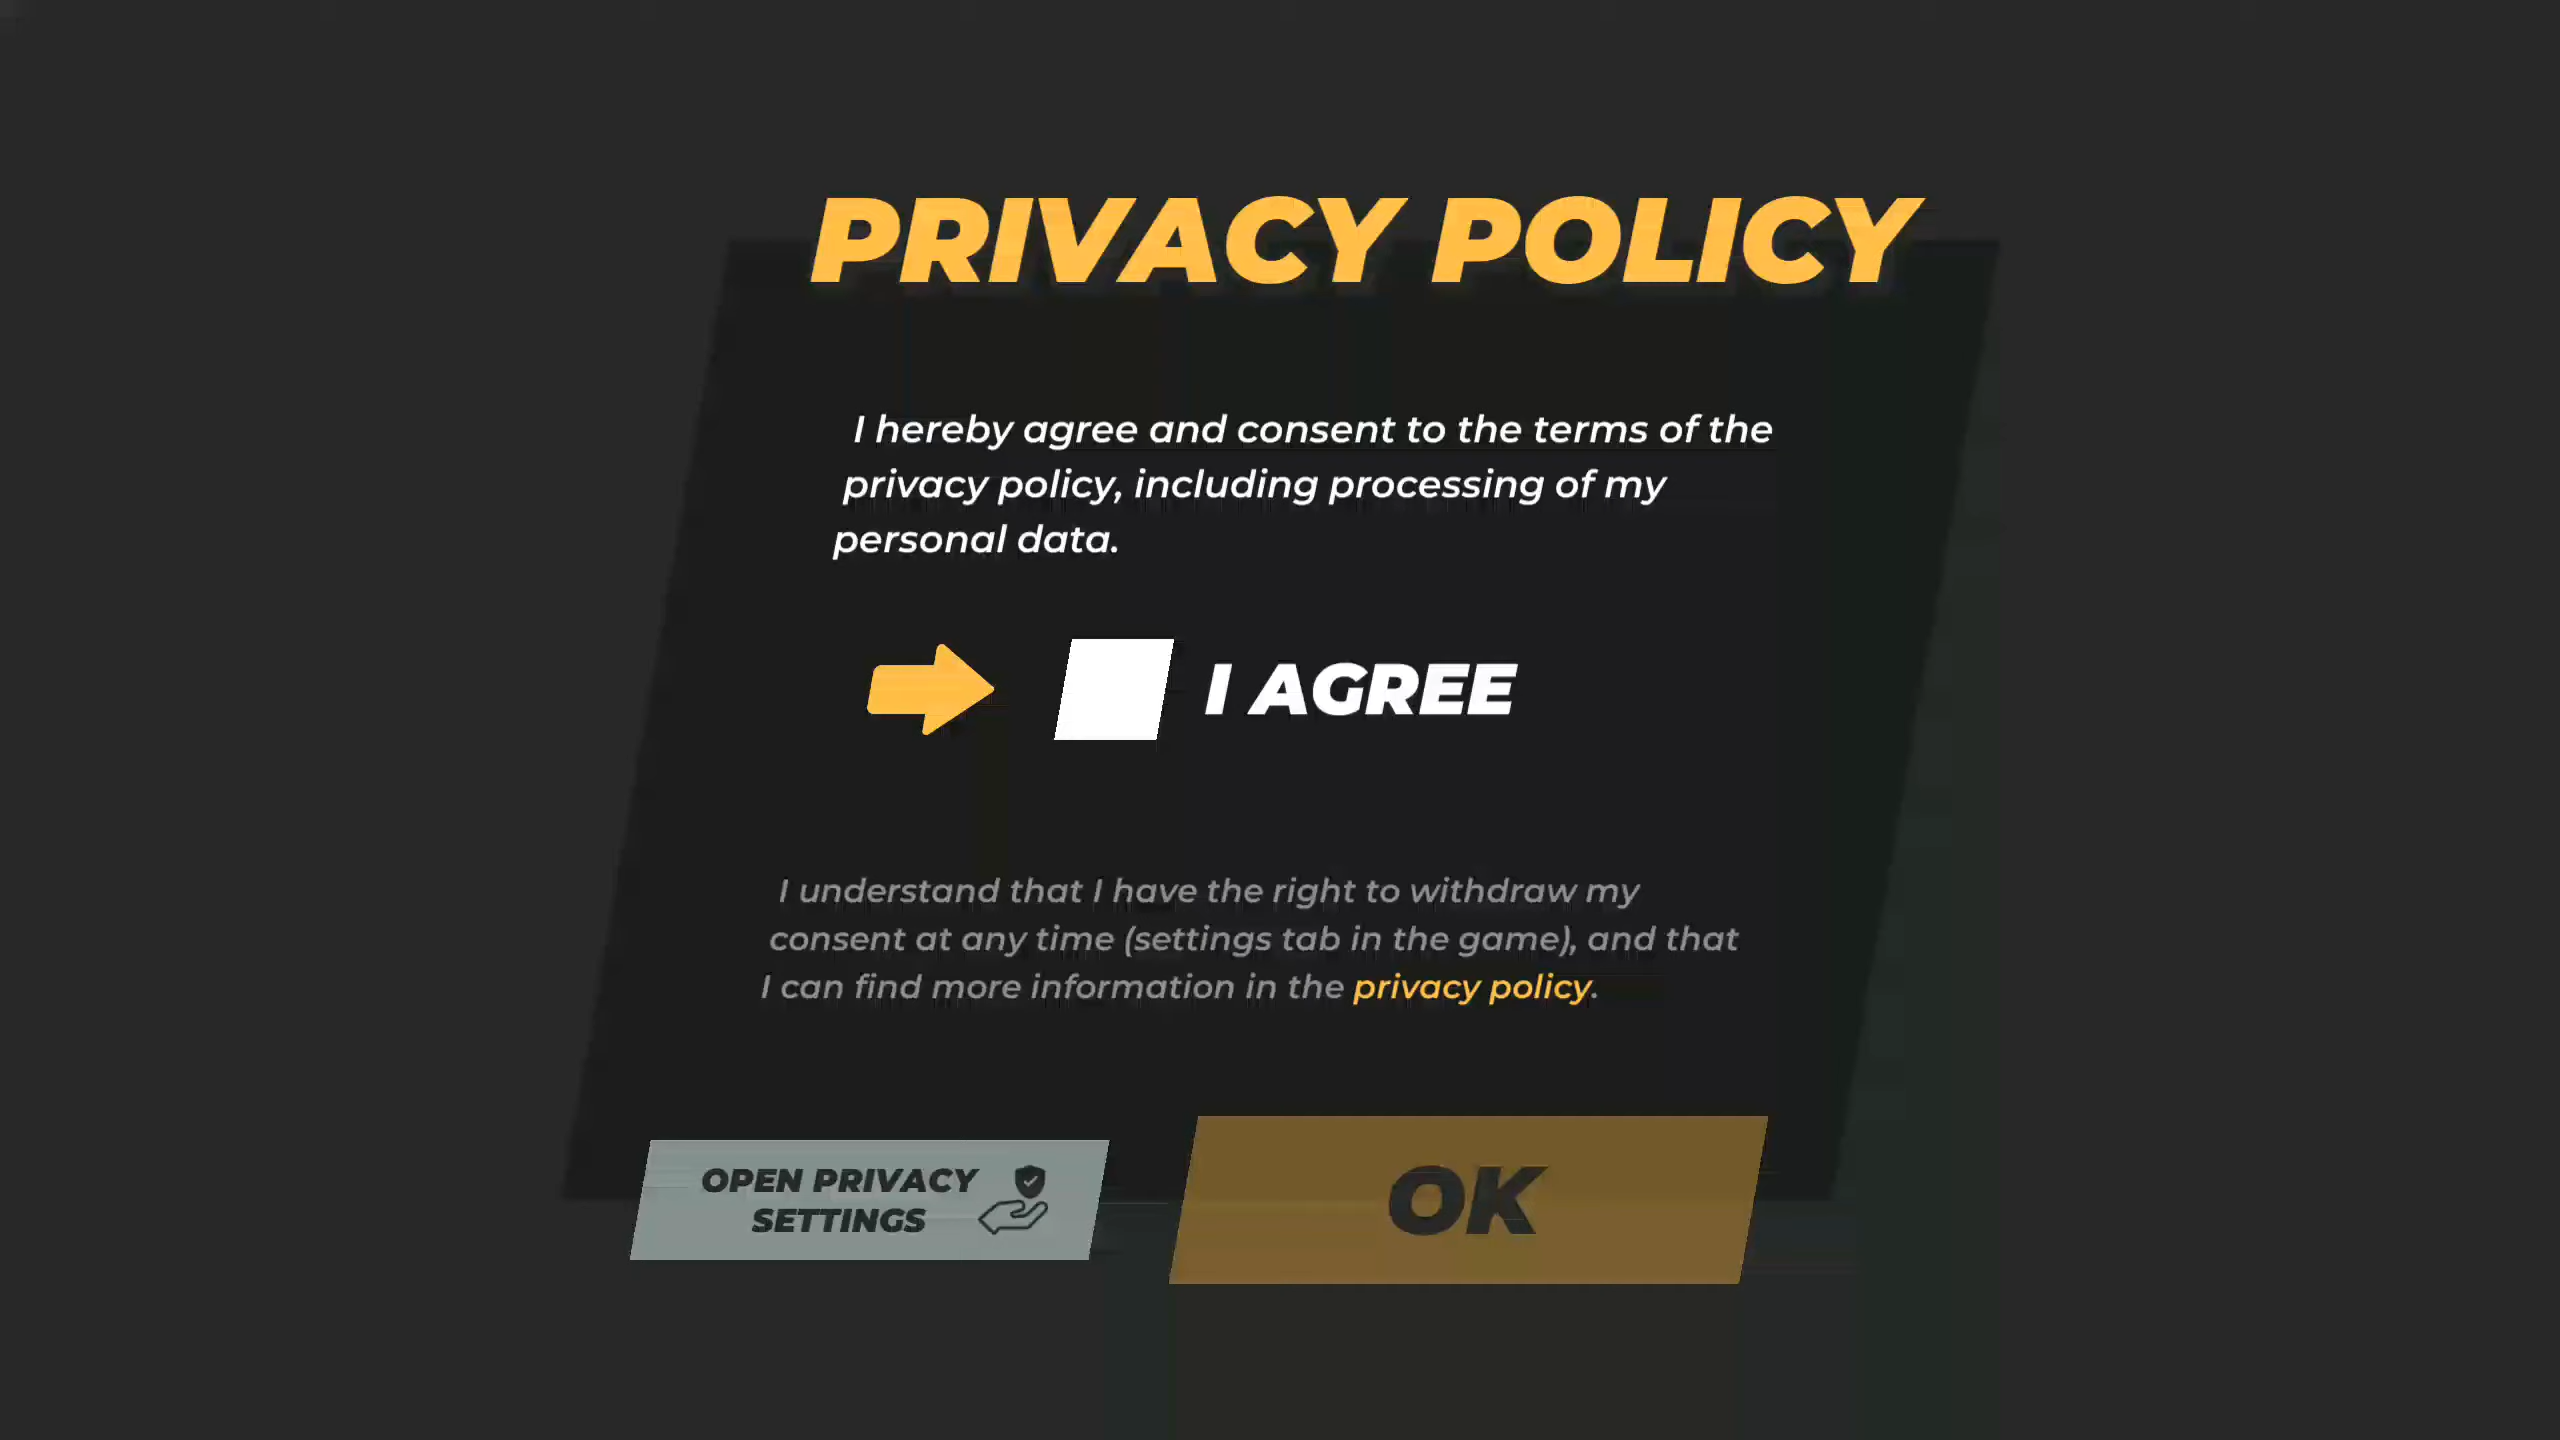 PRIVACY POLICY
I hereby agree and consent to the terms of the
privacy policy, including processing of my
personal data.
I AGREE
I understand that I have the right to withdraw my
consent at any time (settings tab in the game), and that
I can find more information in the privacy policy.
OPEN PRIVACY
SETTINGS
OK